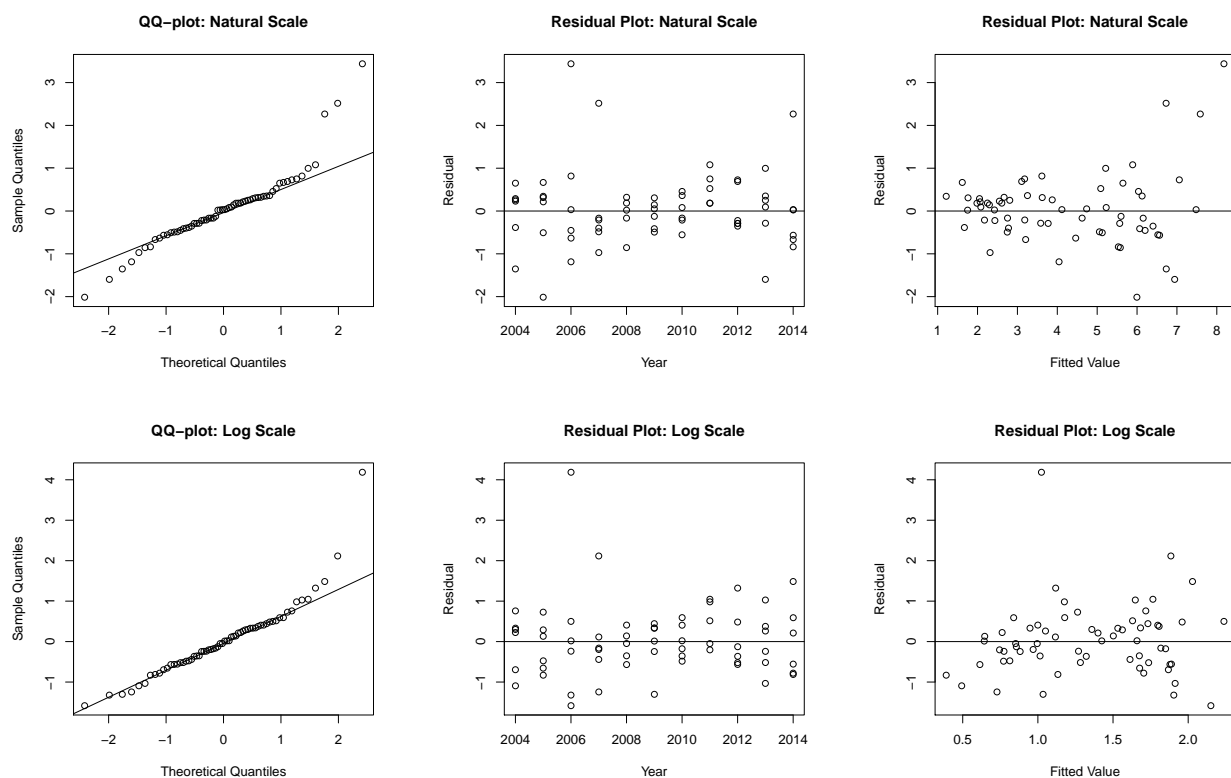 QQ−plot: Natural Scale
Sample Quantiles
3
2
1
0
−1
−2
−2 −1 0 1 2
Theoretical Quantiles
Residual Plot: Natural Scale
Residual
3
2
1
0
−1
−2
2004 2006 2008 2010 2012 2014
Year
Residual Plot: Natural Scale
Residual
3
2
1
0
−1
−2
1 2 3 4 5 6 7 8
Fitted Value
QQ−plot: Log Scale
Sample Quantiles
4
3
2
1
0
−1
−2 −1 0 1 2
Theoretical Quantiles
Residual Plot: Log Scale
Residual
4
3
2
1
0
−1
2004 2006 2008 2010 2012 2014
Year
Residual Plot: Log Scale
Residual
4
3
2
1
0
−1
0.5 1.0 1.5 2.0
Fitted Value